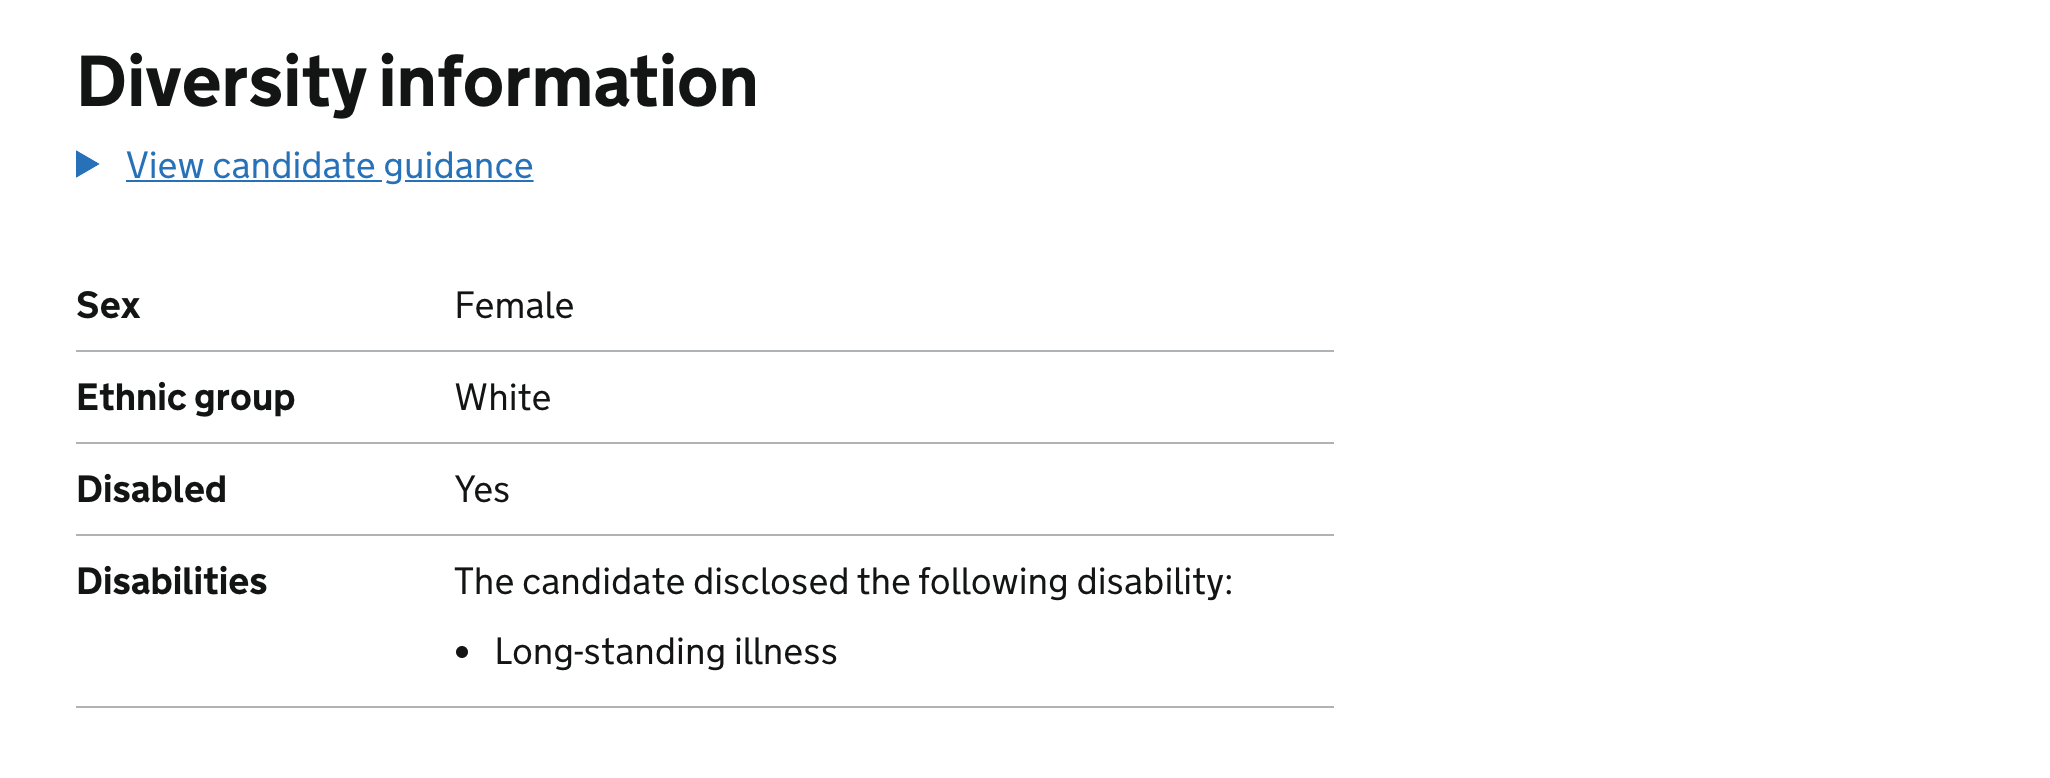 Diversity information
View candidate guidance
Sex Female
Ethnic group White
Disabled Yes
Disabilities The candidate disclosed the following disability:
• Long-standing illness